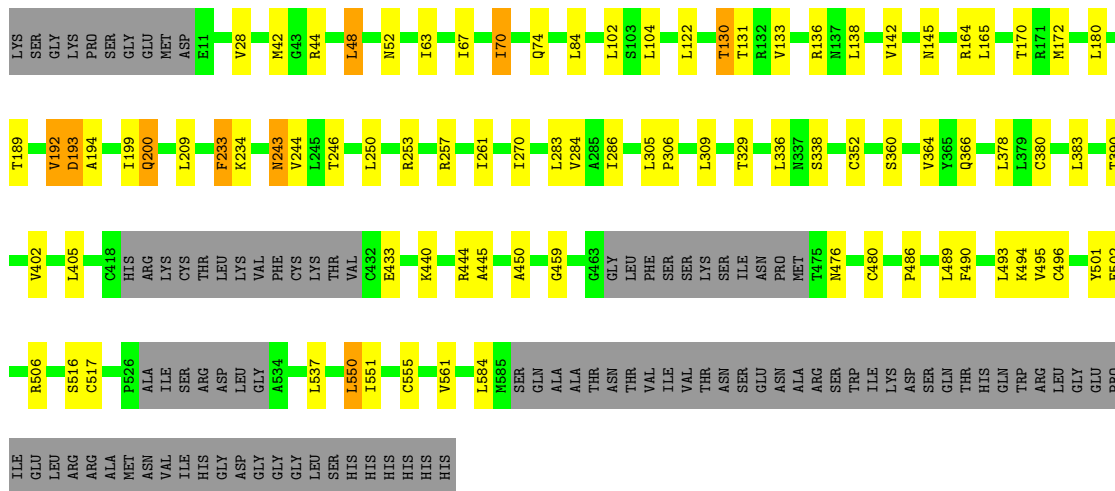 LYS SER GLY LYS PRO SER GLY GLU MET ASP E11 V28 M42 G43 R44 L48 N52 I63 I67 I70 Q74 L84 L102 S103 L104 L122 T130 T131 R132 V133 R136 N137 L138 V142 N145 R164 L165 T170 R171 M172 L180
T189 V192 D193 A194 I199 Q200 L209 F233 K234 N243 V244 L245 T246 L250 R253 R257 I261 I270 L283 V284 A285 I286 L305 P306 L309 T329 L336 N337 S338 C352 S360 V364 Y365 Q366 L378 L379 C380 L383
V402 L405 C418 HIS ARG LYS CYS THR LEU LYS VAL PHE CYS LYS THR VAL C432 E433 K440 R444 A445 A450 G459 G463 GLY LEU PHE SER SER LYS SER ILE ASN PRO MET T475 N476 C480 P486 L489 F490 L493 K494 V495 C496 Y501
R506 S516 C517 P526 ALA ILE SER ARG ASP LEU GLY A534 L537 L550 I551 C555 V561 L584 M585 SER GLN ALA ALA THR ASN THR VAL ILE VAL THR ASN SER GLU ASN ALA ARG SER TRP ILE LYS ASP SER GLN THR HIS GLN TRP ARG LEU GLY GLU
ILE GLU LEU ARG ARG ALA MET ASN VAL ILE HIS GLY ASP GLY GLY GLY LEU SER HIS HIS HIS HIS HIS HIS